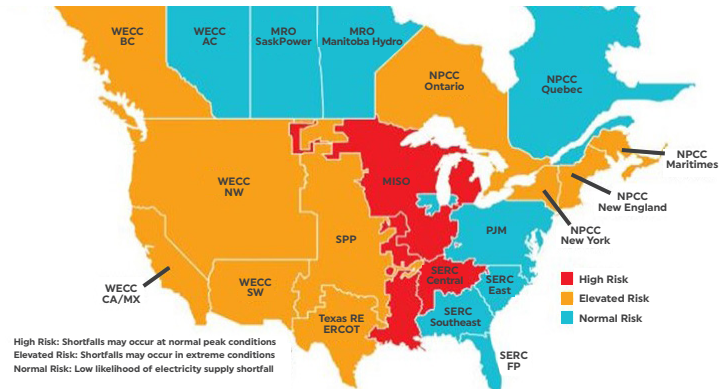 WECC
BC
WECC
AC
MRO
SaskPower
MRO
Manitoba Hydro
NPCC
Ontario
NPCC
Quebec
NPCC
Maritimes
NPCC
New England
NPCC
New York
WECC
NW
MISO
SPP
PJM
WECC
CA/MX
WECC
SW
SERC
Central
SERC
East
Texas RE
ERCOT
SERC
Southeast
SERC
FP
High Risk
Elevated Risk
Normal Risk
High Risk: Shortfalls may occur at normal peak conditions
Elevated Risk: Shortfalls may occur in extreme conditions
Normal Risk: Low likelihood of electricity supply shortfall